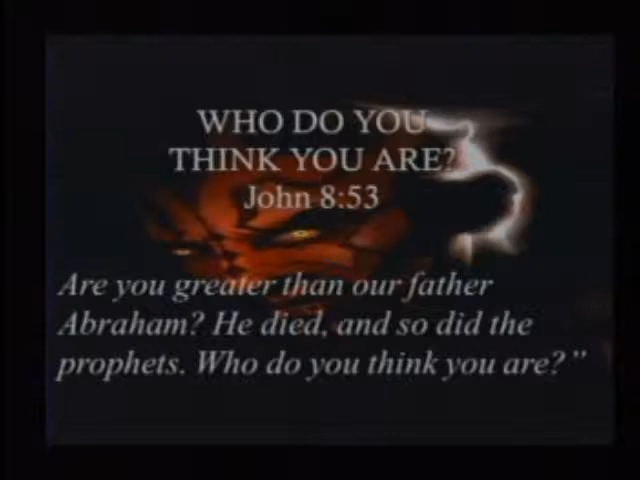 WHO DO YOU
THINK YOU ARE?
John 8:53
Are you greater than our father
Abraham? He died, and so did the
prophets. Who do you think you are? ”